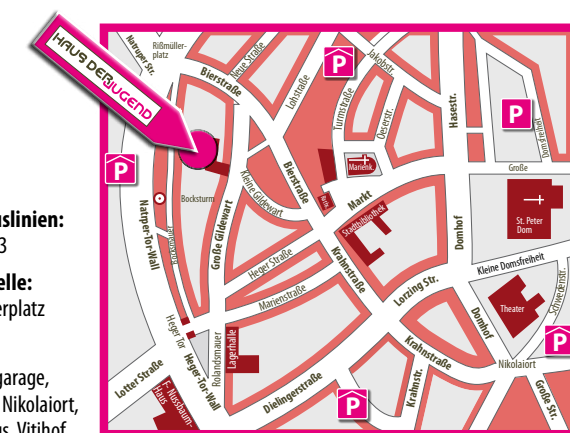 HAUS DER JUGEND
uslinien:
3
elle:
erplatz
garage,
Nikolaiort,
us, Vitihof
Natruper Str.
Rißmüller-
platz
Bierstraße
Neue Straße
Lohstraße
P
Jakobstr.
Turmstraße
Oeserstr.
Hasestr.
P
Domfreiheit
P
Marienk.
Große
Bocksturm
Kleine Gildewart
Bierstraße
Markt
Stadtbibliothek
St. Peter
Dom
Natrper-Tor-Wall
Große Gildewart
Domhof
Heger Straße
Krahnstraße
Kleine Domsfreiheit
Marienstraße
Lorzing Str.
Domhof
Theater
Schwedenstr.
Heger Tor
Rolandsmauer
Lagerhalle
P
Lotter Straße
Heger-Tor-Wall
Krahnstraße
Nikolaiort
F.-Nussbaum-
Haus
Dielingerstraße
P
Krahnstr.
Große Str.